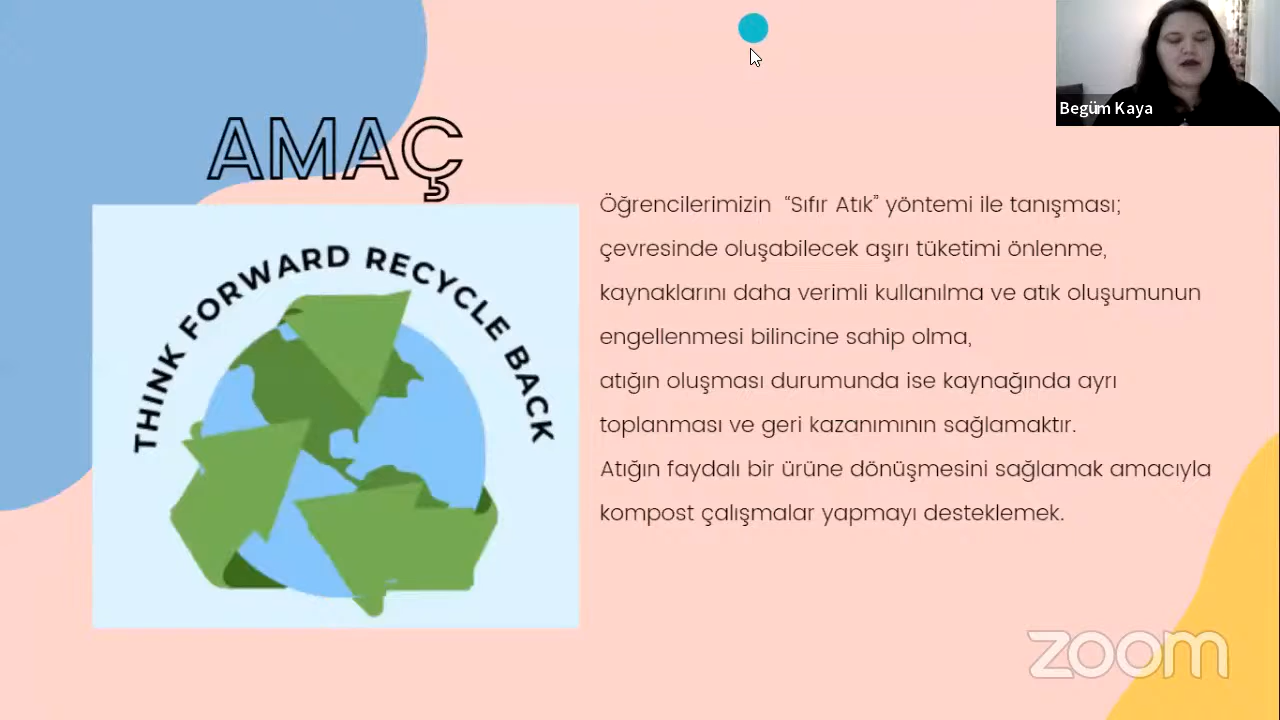 Begüm Kaya
AMAÇ
THINK FORWARD RECYCLE BACK
Öğrencilerimizin “Sıfır Atık” yöntemi ile tanışması;
çevresinde oluşabilecek aşırı tüketimi önlenme,
kaynaklarını daha verimli kullanılma ve atık oluşumunun
engellenmesi bilincine sahip olma,
atığın oluşması durumunda ise kaynağında ayrı
toplanması ve geri kazanımının sağlamaktır.
Atığın faydalı bir ürüne dönüşmesini sağlamak amacıyla
kompost çalışmalar yapmayı desteklemek.
zoom